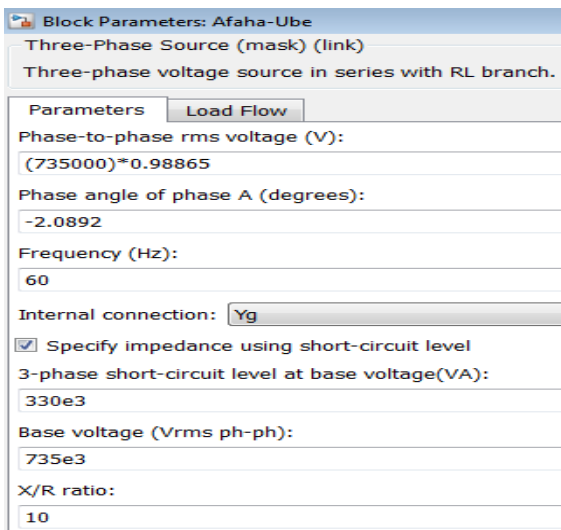 Block Parameters: Afaha-Ube
Three-Phase Source (mask) (link)
Three-phase voltage source in series with RL branch.
Parameters Load Flow
Phase-to-phase rms voltage (V):
(735000)*0.98865
Phase angle of phase A (degrees):
-2.0892
Frequency (Hz):
60
Internal connection: Yg
Specify impedance using short-circuit level
3-phase short-circuit level at base voltage(VA):
330e3
Base voltage (Vrms ph-ph):
735e3
X/R ratio:
10